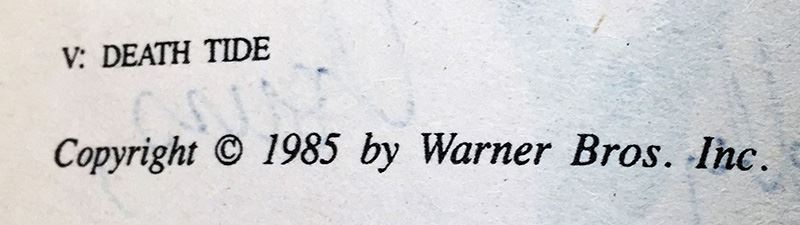 V: DEATH TIDE
Copyright © 1985 by Warner Bros. Inc.